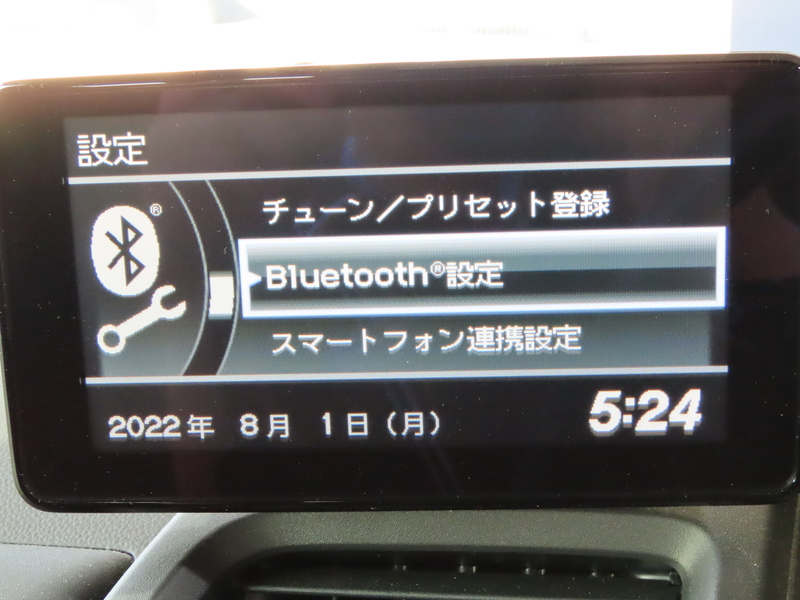 設定
®
チューン／プリセット登録
Bluetooth®設定
スマートフォン連携設定
2022年 8月 1日（月） 5:24